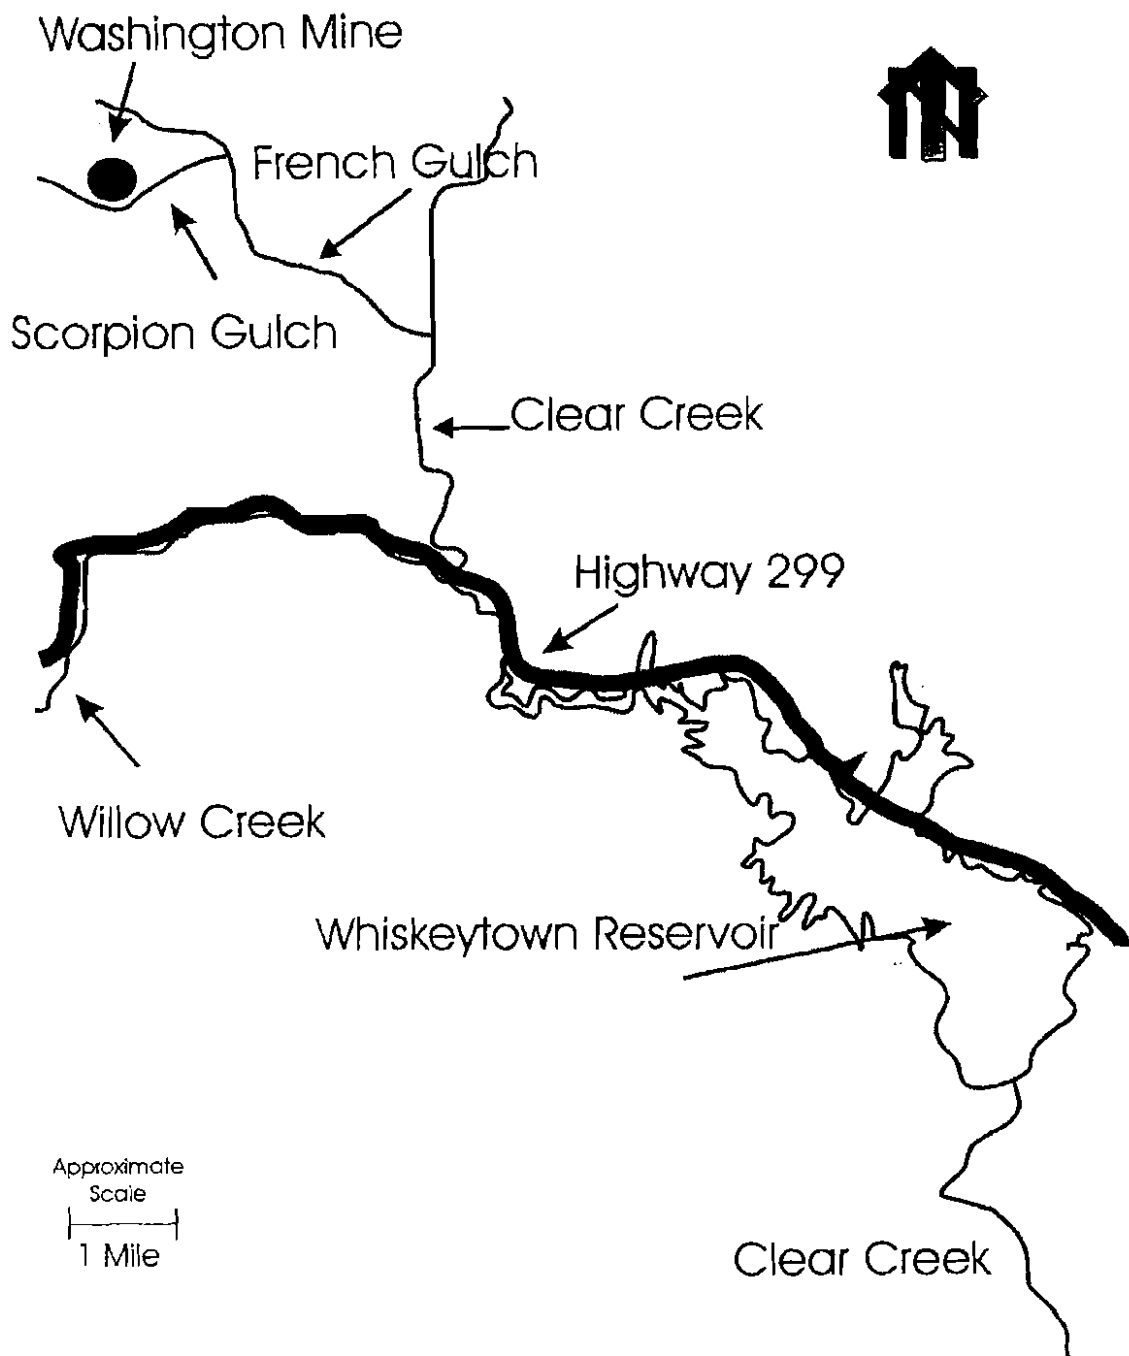 Washington Mine
N
French Gulch
Scorpion Gulch
Clear Creek
Highway 299
Willow Creek
Whiskeytown Reservoir
Approximate
Scale
1 Mile
Clear Creek